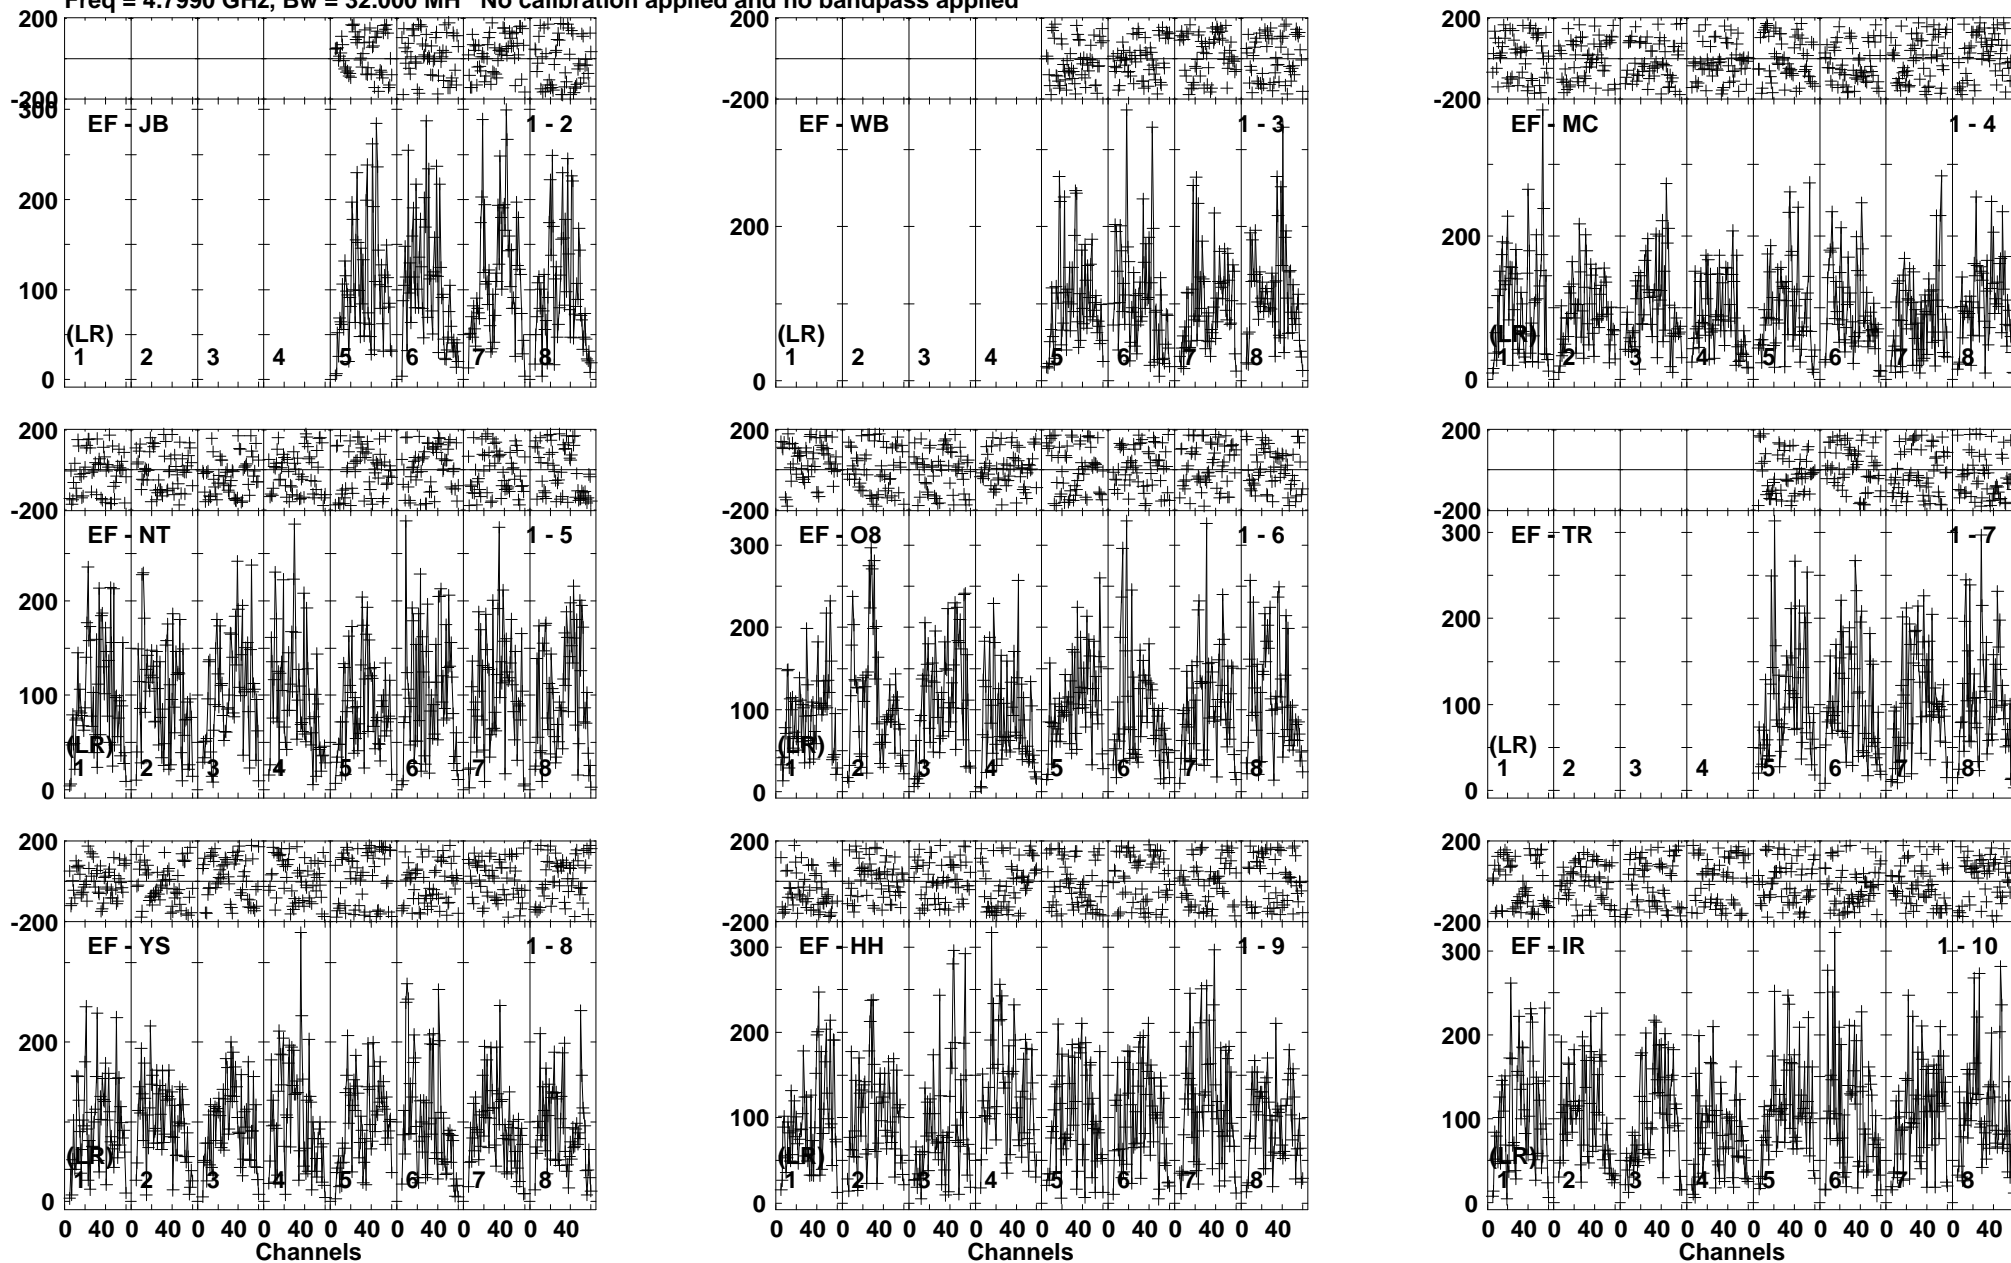 Freq = 4.7990 GHz, Bw = 32.000 MH No calibration applied and no bandpass applied
200 200 200
-200 -200 -200
300 EF - JB 1 - 2 EF - WB 1 - 3 EF - MC 1 - 4
200 200 200
100
(LR) (LR) (LR)
1 2 3 4 5 6 7 8 1 2 3 4 5 6 7 8 1 2 3 4 5 6 7 8
0 0 0
200 200 200
-200 -200 -200
EF - NT 1 - 5 EF - O8 1 - 6 EF - TR 1 - 7
300 300
200 200 200
100 100 100
(LR) (LR) (LR)
1 2 3 4 5 6 7 8 1 2 3 4 5 6 7 8 1 2 3 4 5 6 7 8
0 0 0
200 200 200
-200 -200 -200
EF - YS 1 - 8 EF - HH 1 - 9 EF - IR 1 - 10
300 300
200 200 200
100 100
(LR) (LR) (LR)
1 2 3 4 5 6 7 8 1 2 3 4 5 6 7 8 1 2 3 4 5 6 7 8
0 0 0
0 40 0 40 0 40 0 40 0 40 0 40 0 40 0 40 0 40 0 40 0 40 0 40 0 40 0 40 0 40 0 40 0 40 0 40 0 40 0 40 0 40 0 40 0 40 0 40
Channels Channels Channels